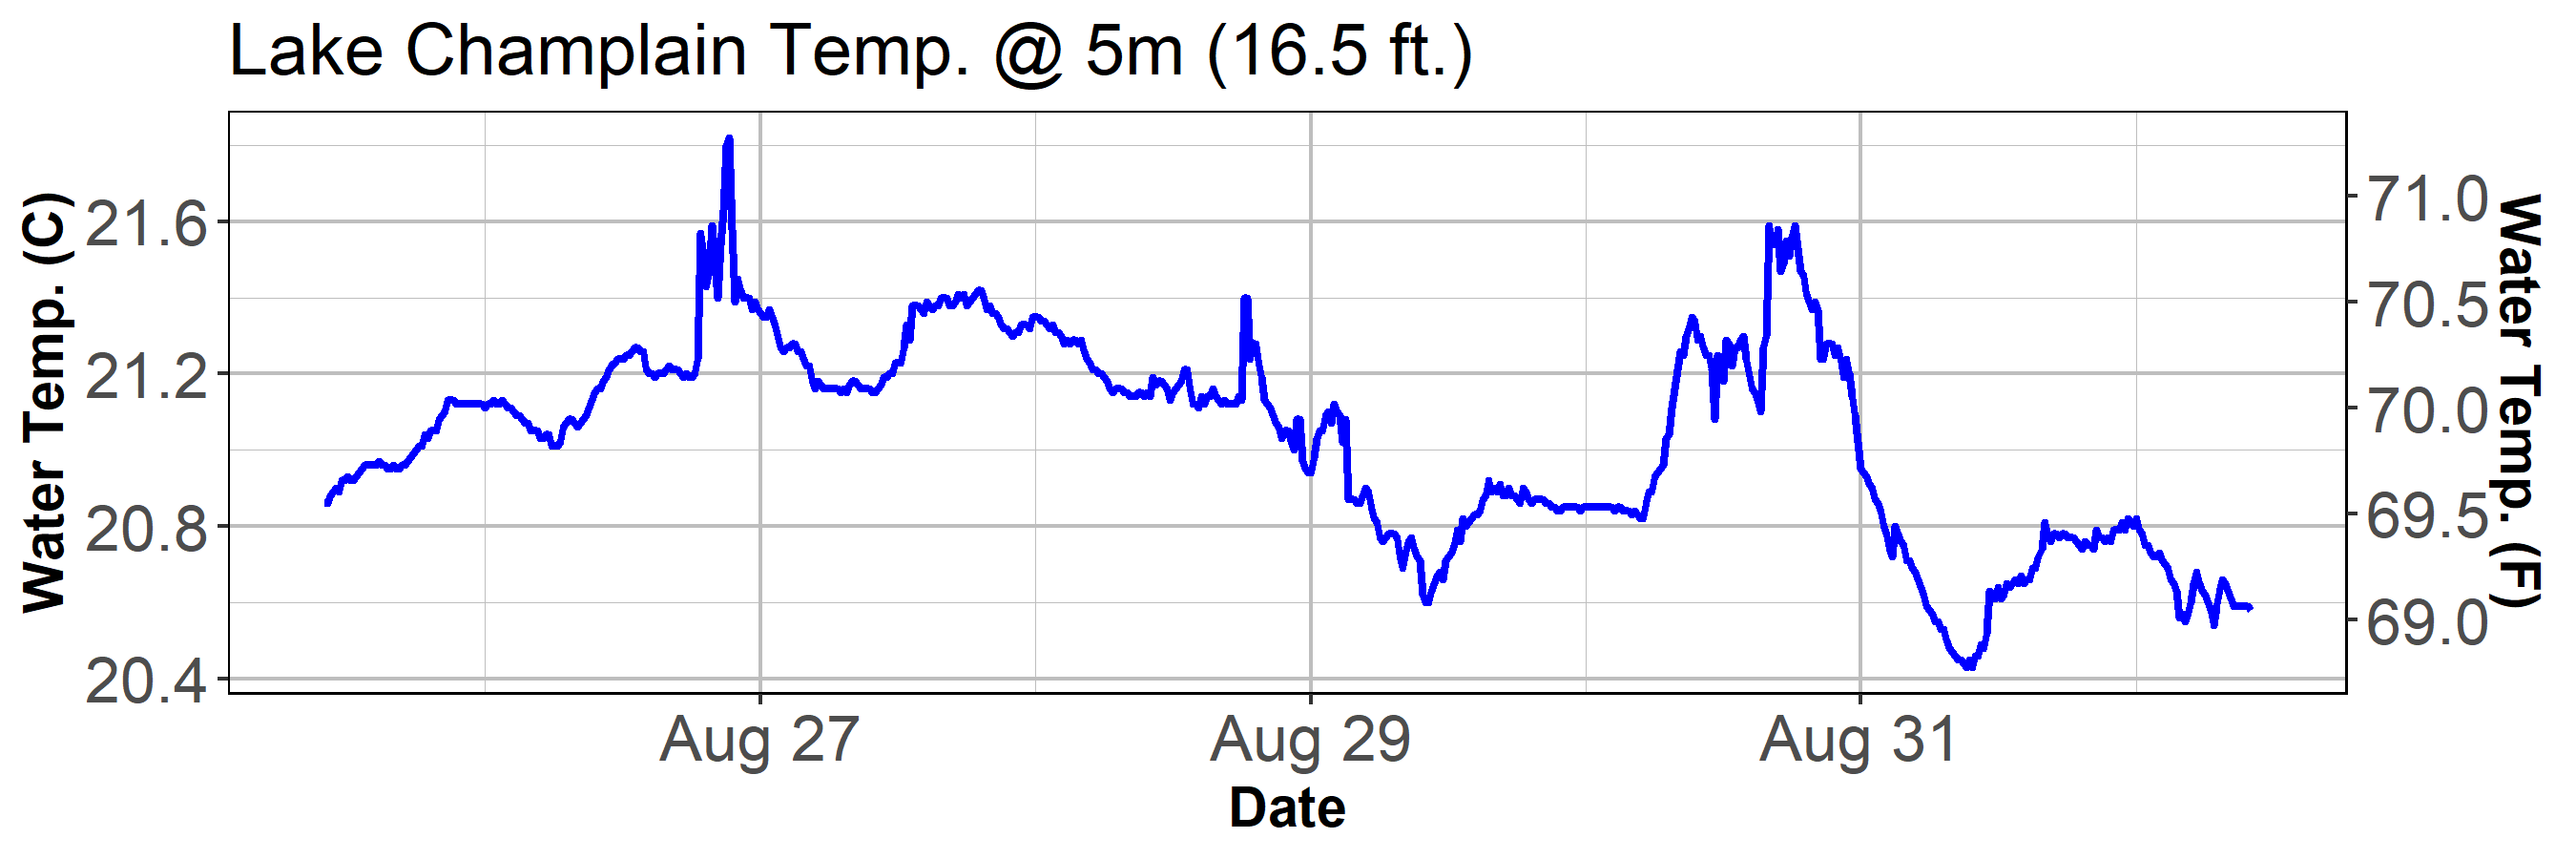 Lake Champlain Temp. @ 5m (16.5 ft.)
Water Temp. (C)
21.6
21.2
20.8
20.4
71.0
70.5
70.0
69.5
69.0
Water Temp. (F)
Aug 27
Aug 29
Aug 31
Date